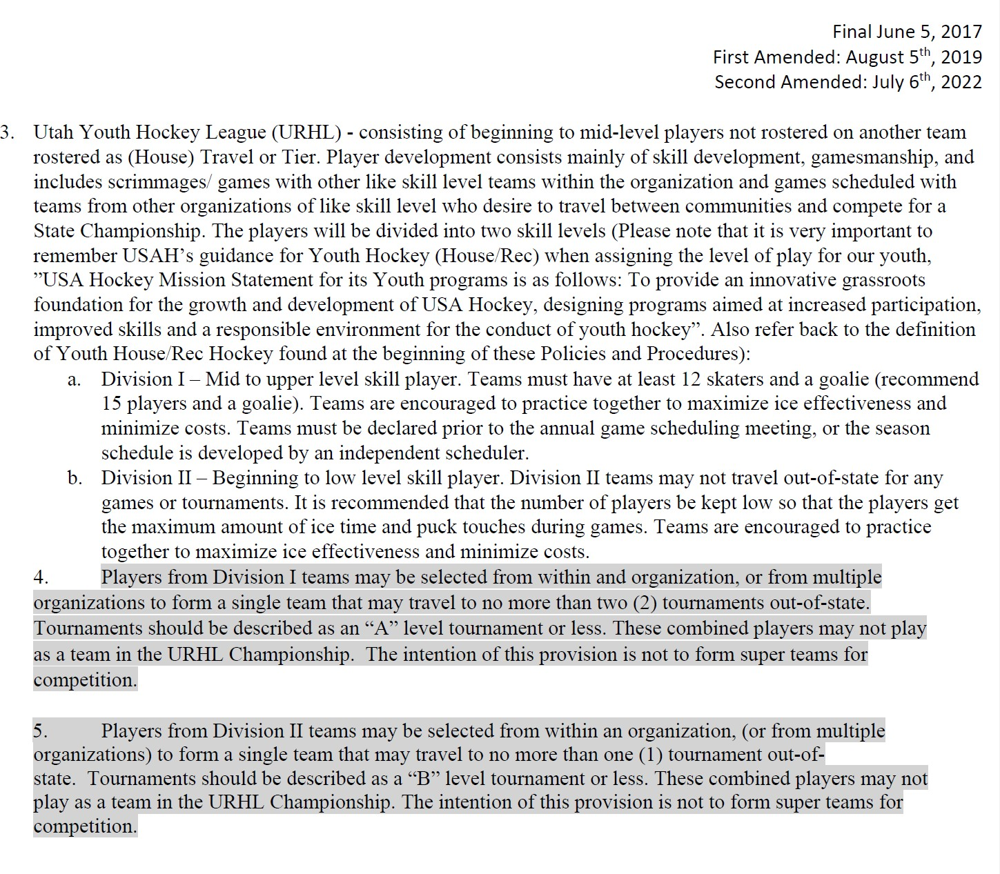 Final June 5, 2017
First Amended: August 5th, 2019
Second Amended: July 6th, 2022
3. Utah Youth Hockey League (URHL) - consisting of beginning to mid-level players not rostered on another team
rostered as (House) Travel or Tier. Player development consists mainly of skill development, gamesmanship, and
includes scrimmages/ games with other like skill level teams within the organization and games scheduled with
teams from other organizations of like skill level who desire to travel between communities and compete for a
State Championship. The players will be divided into two skill levels (Please note that it is very important to
remember USAH’s guidance for Youth Hockey (House/Rec) when assigning the level of play for our youth,
”USA Hockey Mission Statement for its Youth programs is as follows: To provide an innovative grassroots
foundation for the growth and development of USA Hockey, designing programs aimed at increased participation,
improved skills and a responsible environment for the conduct of youth hockey”. Also refer back to the definition
of Youth House/Rec Hockey found at the beginning of these Policies and Procedures):
a. Division I – Mid to upper level skill player. Teams must have at least 12 skaters and a goalie (recommend
15 players and a goalie). Teams are encouraged to practice together to maximize ice effectiveness and
minimize costs. Teams must be declared prior to the annual game scheduling meeting, or the season
schedule is developed by an independent scheduler.
b. Division II – Beginning to low level skill player. Division II teams may not travel out-of-state for any
games or tournaments. It is recommended that the number of players be kept low so that the players get
the maximum amount of ice time and puck touches during games. Teams are encouraged to practice
together to maximize ice effectiveness and minimize costs.
4. Players from Division I teams may be selected from within and organization, or from multiple
organizations to form a single team that may travel to no more than two (2) tournaments out-of-state.
Tournaments should be described as an “A” level tournament or less. These combined players may not play
as a team in the URHL Championship.  The intention of this provision is not to form super teams for
competition.
5. Players from Division II teams may be selected from within an organization, (or from multiple
organizations) to form a single team that may travel to no more than one (1) tournament out-of-
state.  Tournaments should be described as a “B” level tournament or less. These combined players may not
play as a team in the URHL Championship. The intention of this provision is not to form super teams for
competition.